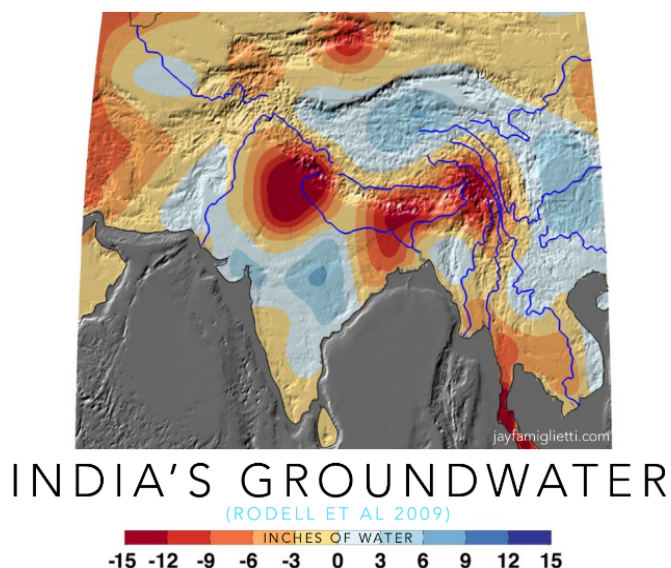 jayfamiglietti.com
INDIA'S GROUNDWATER
(RODELL ET AL 2009)
INCHES OF WATER
-15 -12 -9 -6 -3 0 3 6 9 12 15